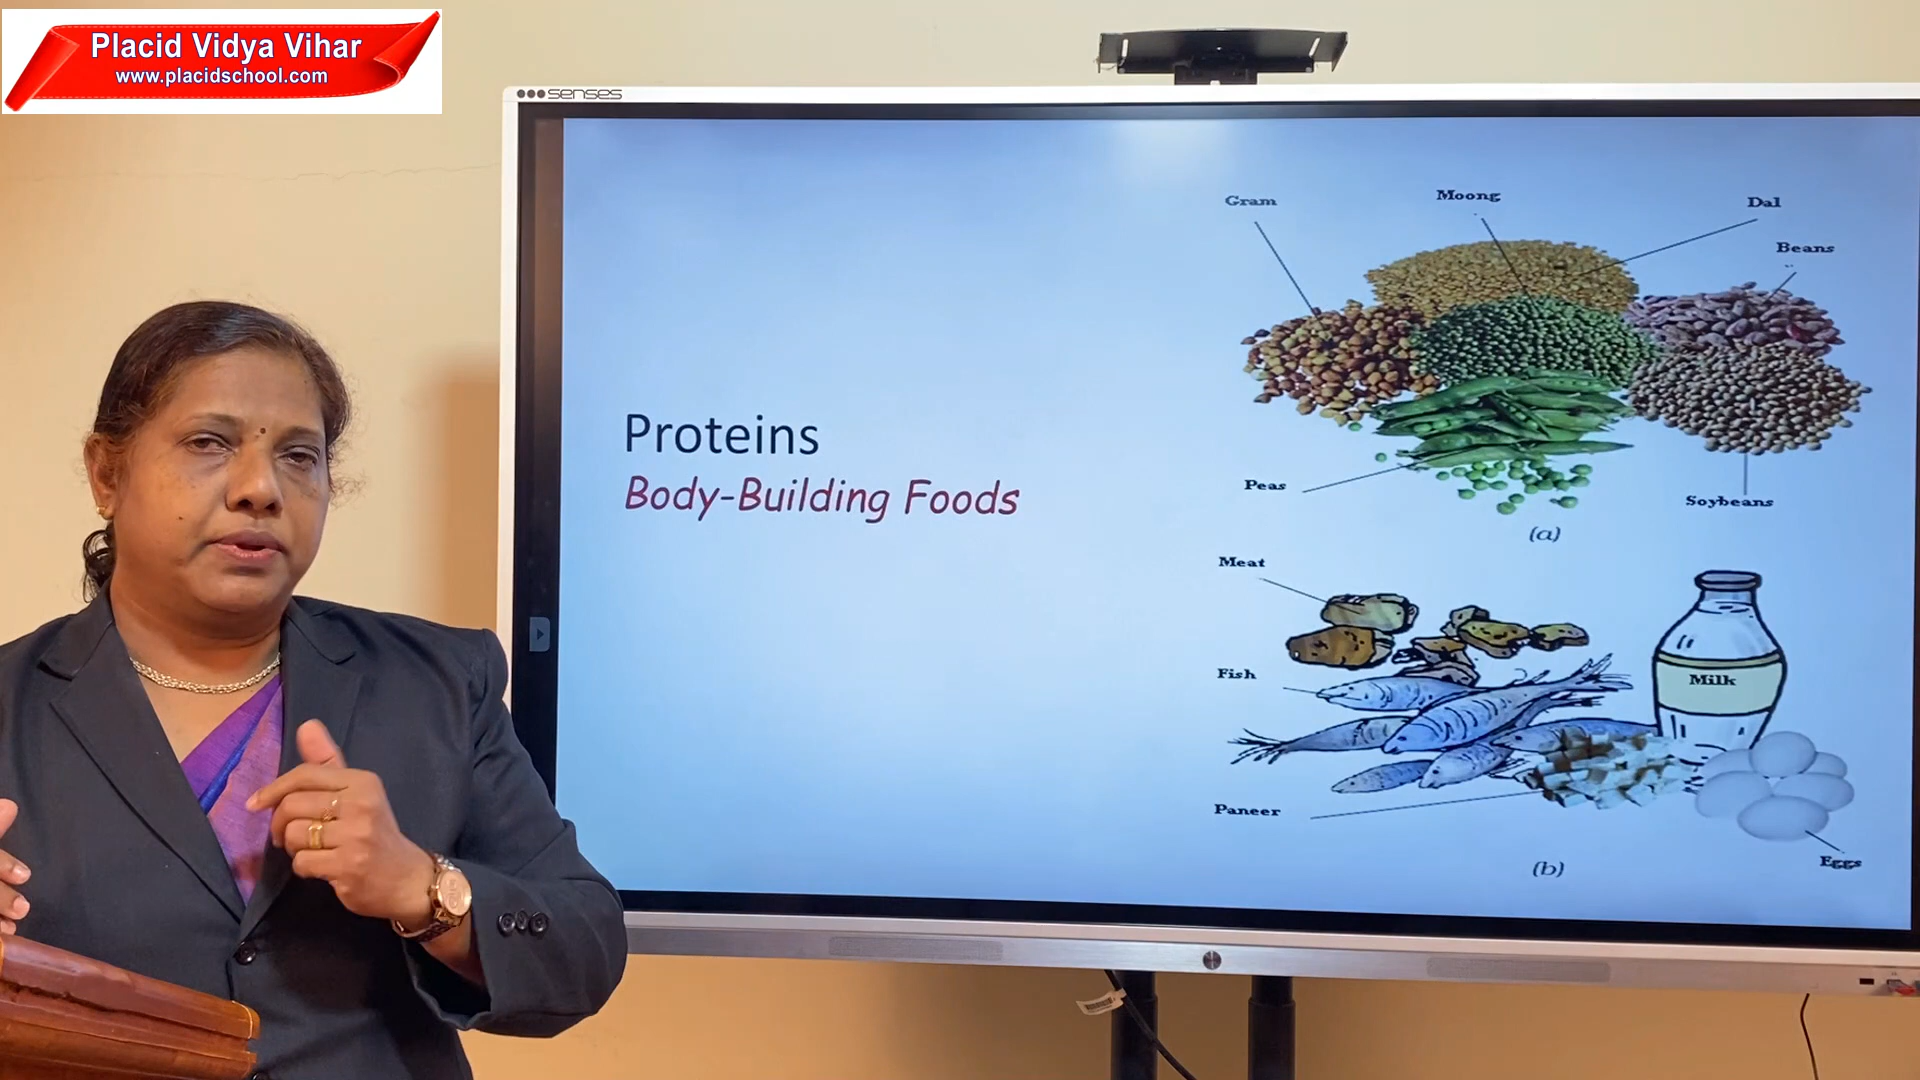 Placid Vidya Vihar
www.placidschool.com
senses
Gram
Moong
Dal
Beans
Proteins
Body-Building Foods
Peas
Soybeans
(a)
Meat
Fish
Milk
Paneer
Eggs
(b)